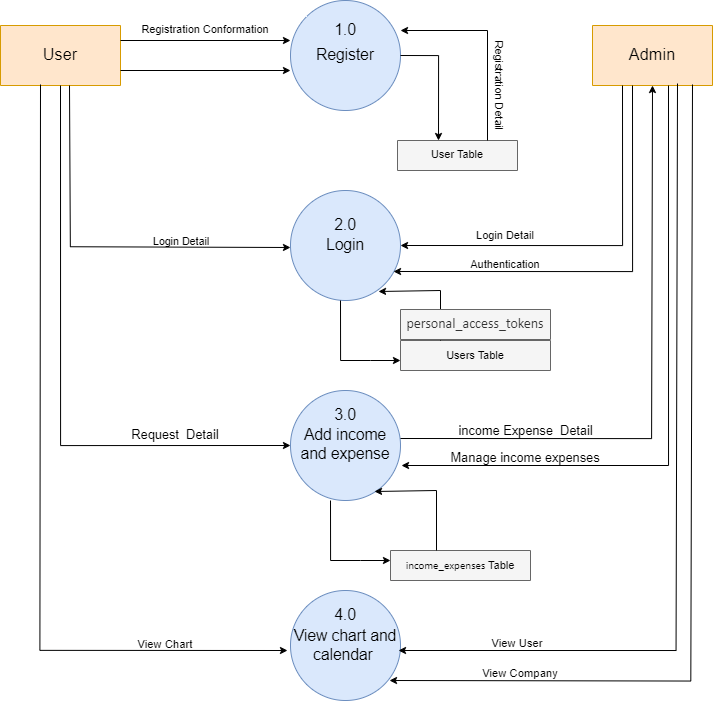 User
Registration Conformation
1.0
Register
Registration Detail
Admin
User Table
2.0
Login
Login Detail
Login Detail
Authentication
personal_access_tokens
Users Table
3.0
Add income
and expense
Request  Detail
income Expense  Detail
Manage income expenses
income_expenses Table
4.0
View chart and
calendar
View Chart
View User
View Company